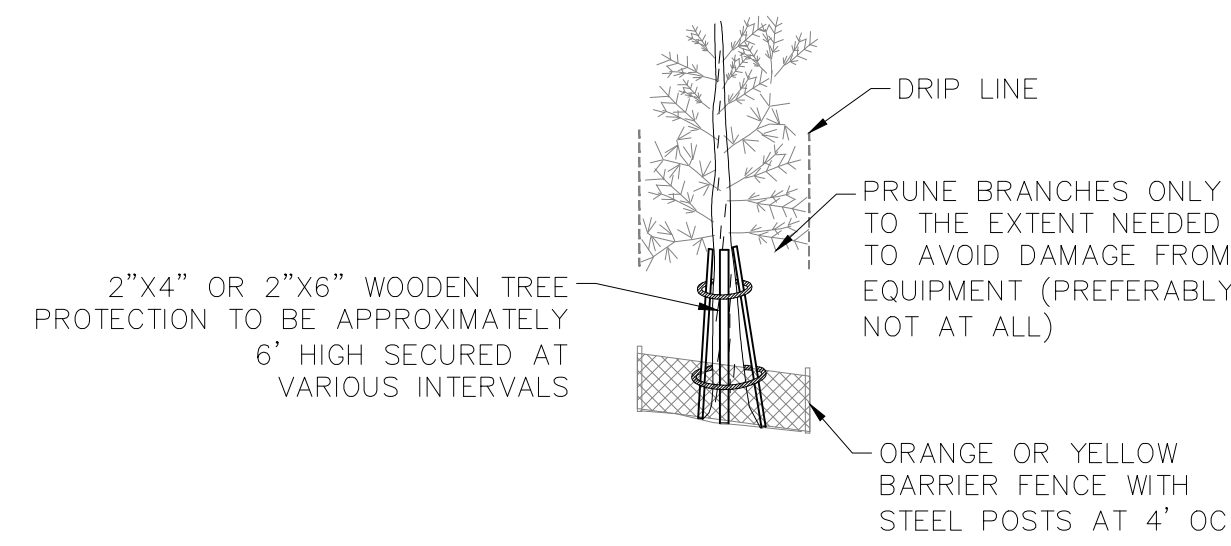 DRIP LINE
PRUNE BRANCHES ONLY
TO THE EXTENT NEEDED
TO AVOID DAMAGE FROM
EQUIPMENT (PREFERABLY
NOT AT ALL)
2”X4” OR 2”X6” WOODEN TREE
PROTECTION TO BE APPROXIMATELY
6’ HIGH SECURED AT
VARIOUS INTERVALS
ORANGE OR YELLOW
BARRIER FENCE WITH
STEEL POSTS AT 4’ OC